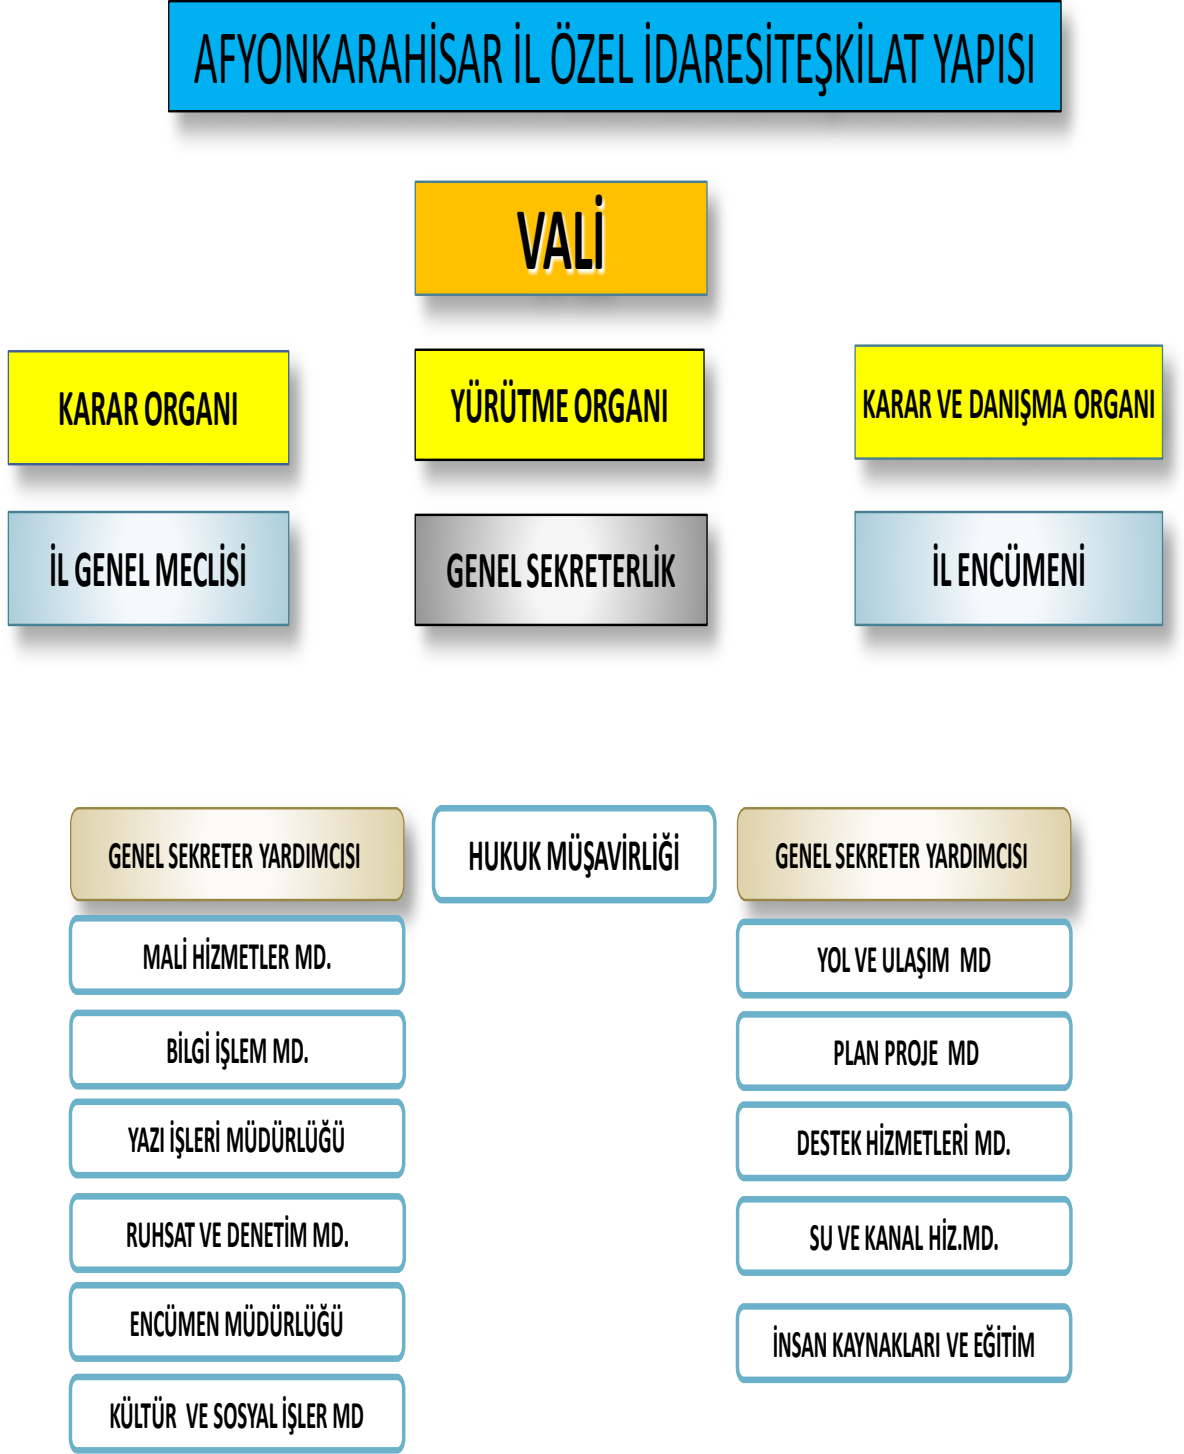 AFYONKARAHİSAR İL ÖZEL İDARESİTEŞKİLAT YAPISI
VALİ
KARAR ORGANI
YÜRÜTME ORGANI
KARAR VE DANIŞMA ORGANI
İL GENEL MECLİSİ
GENEL SEKRETERLİK
İL ENCÜMENİ
GENEL SEKRETER YARDIMCISI
HUKUK MÜŞAVİRLİĞİ
GENEL SEKRETER YARDIMCISI
MALİ HİZMETLER MD.
BİLGİ İŞLEM MD.
YAZI İŞLERİ MÜDÜRLÜĞÜ
RUHSAT VE DENETİM MD.
ENCÜMEN MÜDÜRLÜĞÜ
KÜLTÜR VE SOSYAL İŞLER MD
YOL VE ULAŞIM MD
PLAN PROJE MD
DESTEK HİZMETLERİ MD.
SU VE KANAL HİZ.MD.
İNSAN KAYNAKLARI VE EĞİTİM